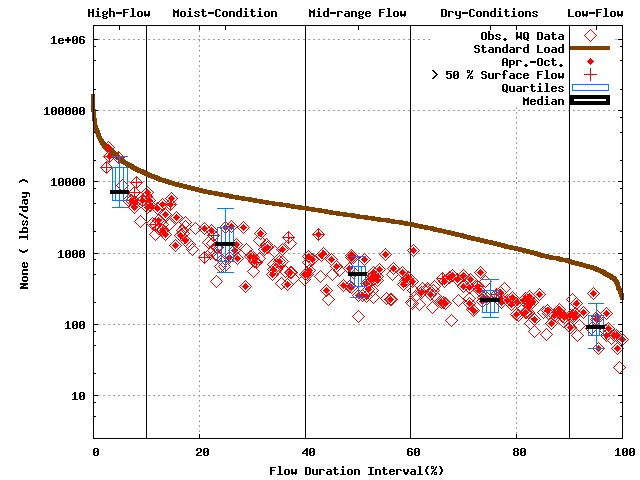 High-Flow Moist-Condition Mid-range Flow Dry-Conditions Low-Flow
1e+06
100000
10000
1000
100
10
None ( lbs/day )
Obs. WQ Data
Standard Load
Apr.-Oct.
> 50 % Surface Flow
Quartiles
Median
0 20 40 60 80 100
Flow Duration Interval(%)